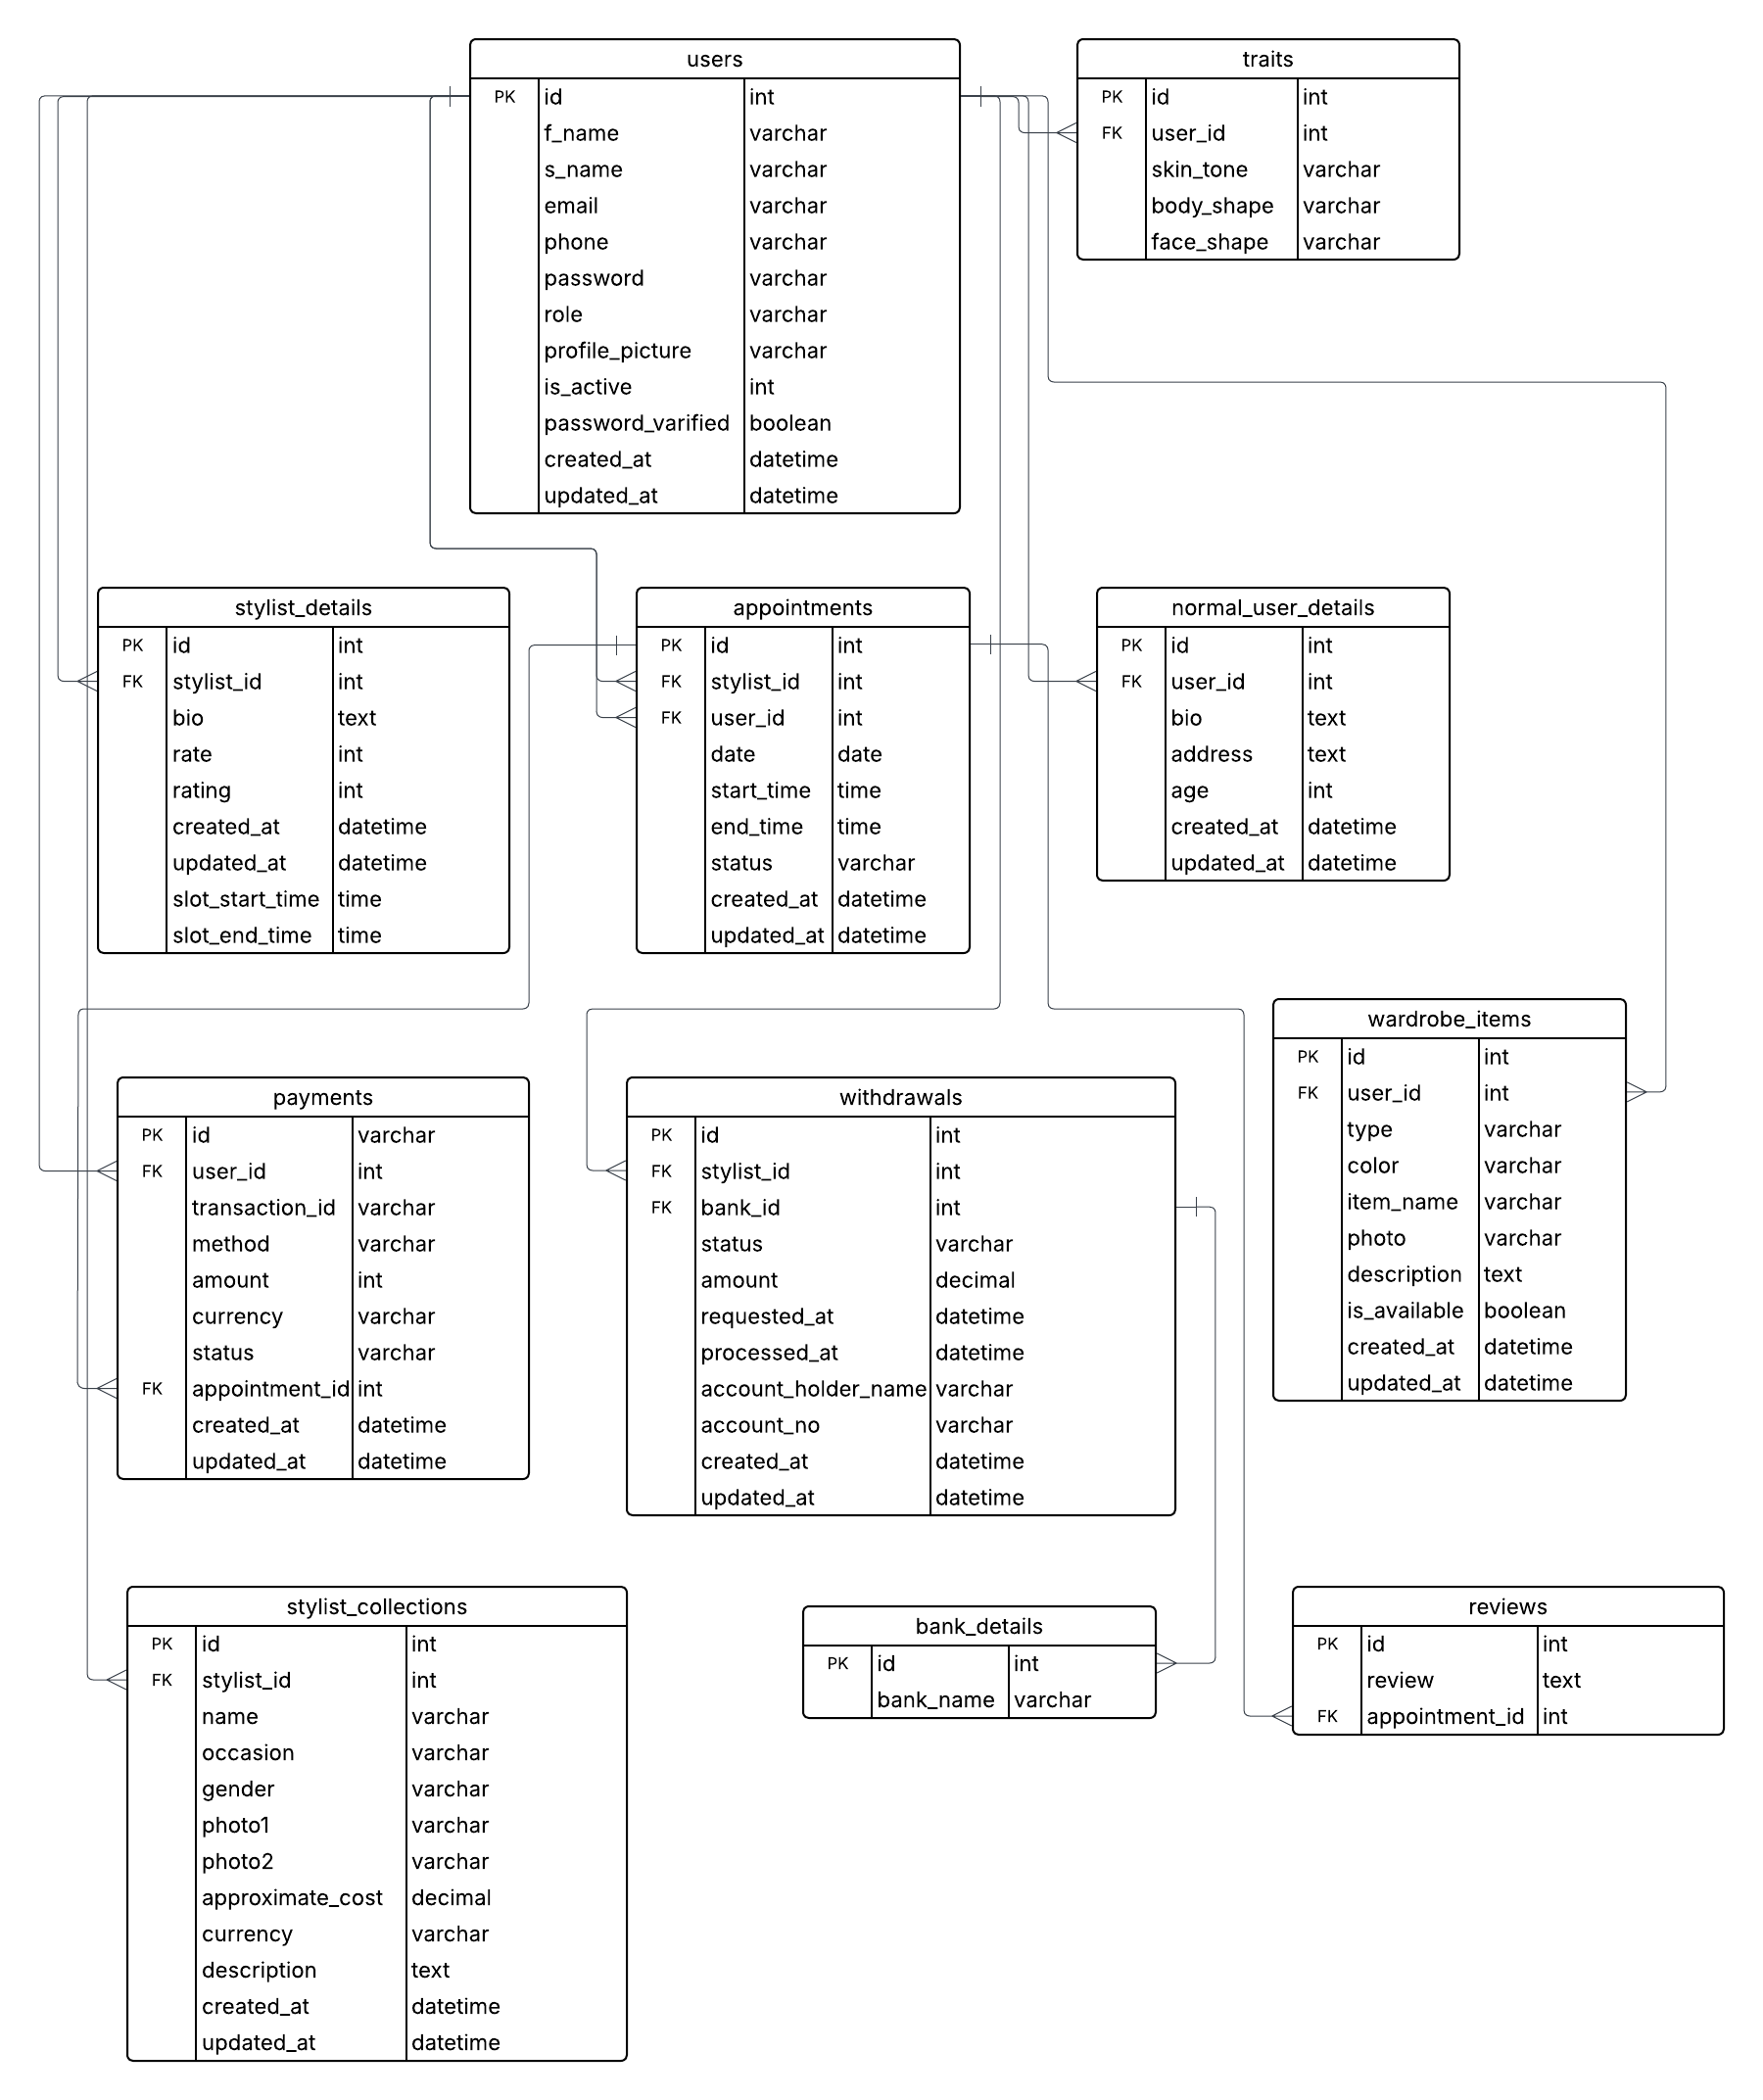 users
PK id int
f_name varchar
s_name varchar
email varchar
phone varchar
password varchar
role varchar
profile_picture varchar
is_active int
password_varified boolean
created_at datetime
updated_at datetime
traits
PK id int
FK user_id int
skin_tone varchar
body_shape varchar
face_shape varchar
stylist_details
PK id int
FK stylist_id int
bio text
rate int
rating int
created_at datetime
updated_at datetime
slot_start_time time
slot_end_time time
appointments
PK id int
FK stylist_id int
FK user_id int
date date
start_time time
end_time time
status varchar
created_at datetime
updated_at datetime
normal_user_details
PK id int
FK user_id int
bio text
address text
age int
created_at datetime
updated_at datetime
wardrobe_items
PK id int
FK user_id int
type varchar
color varchar
item_name varchar
photo varchar
description text
is_available boolean
created_at datetime
updated_at datetime
payments
PK id varchar
FK user_id int
transaction_id varchar
method varchar
amount int
currency varchar
status varchar
FK appointment_id int
created_at datetime
updated_at datetime
withdrawals
PK id int
FK stylist_id int
FK bank_id int
status varchar
amount decimal
requested_at datetime
processed_at datetime
account_holder_name varchar
account_no varchar
created_at datetime
updated_at datetime
stylist_collections
PK id int
FK stylist_id int
name varchar
occasion varchar
gender varchar
photo1 varchar
photo2 varchar
approximate_cost decimal
currency varchar
description text
created_at datetime
updated_at datetime
bank_details
PK id int
bank_name varchar
reviews
PK id int
review text
FK appointment_id int